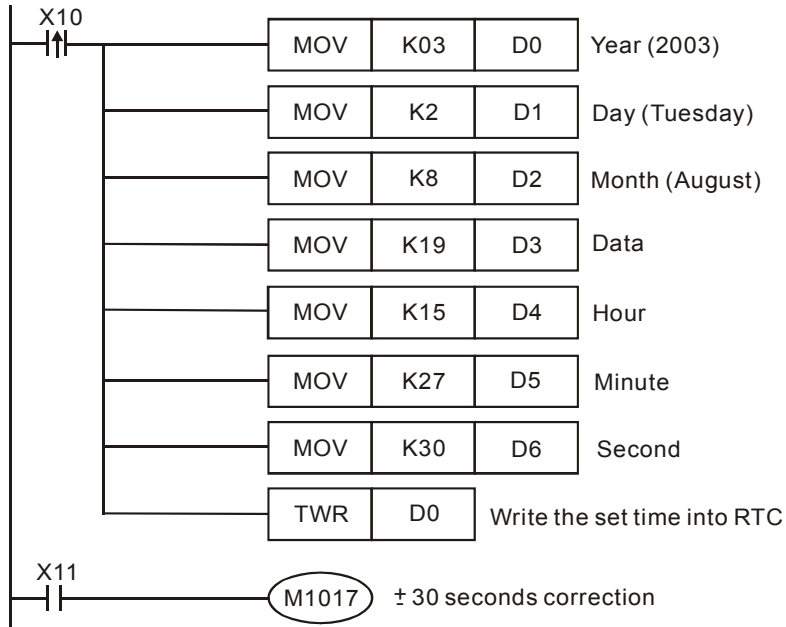 X10
MOV K03 D0 Year (2003)
MOV K2 D1 Day (Tuesday)
MOV K8 D2 Month (August)
MOV K19 D3 Data
MOV K15 D4 Hour
MOV K27 D5 Minute
MOV K30 D6 Second
TWR D0 Write the set time into RTC
X11
M1017 ± 30 seconds correction